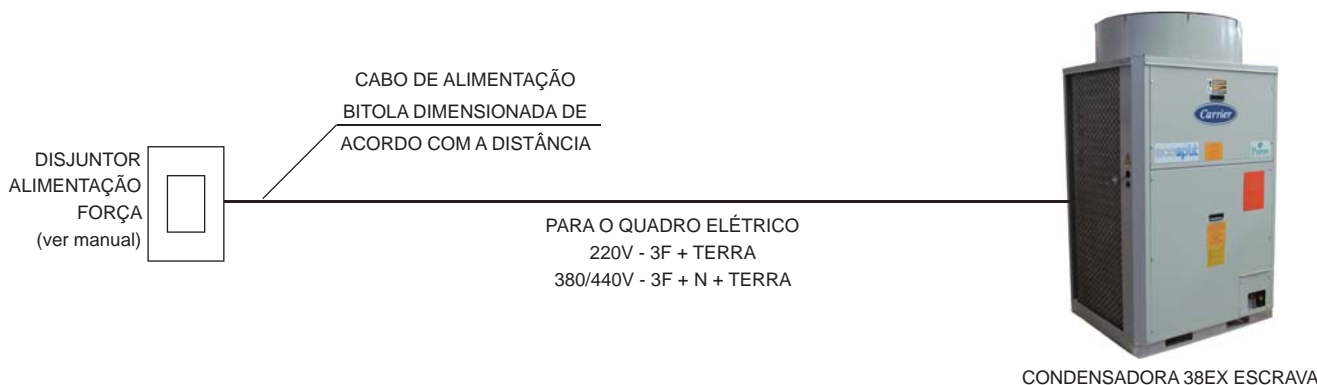 CABO DE ALIMENTAÇÃO
BITOLA DIMENSIONADA DE
ACORDO COM A DISTÂNCIA
DISJUNTOR
ALIMENTAÇÃO
FORÇA
(ver manual)
PARA O QUADRO ELÉTRICO
220V - 3F + TERRA
380/440V - 3F + N + TERRA
Carrier
ecosplit
CONDENSADORA 38EX ESCRAVA